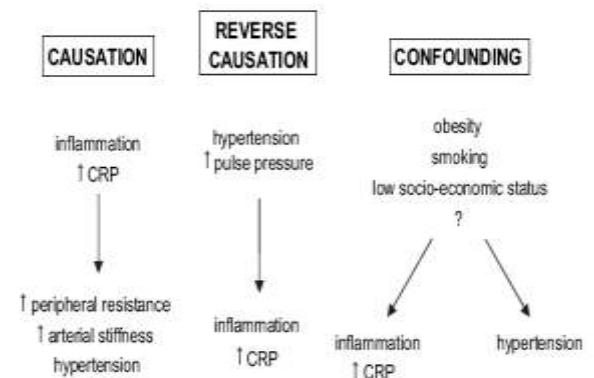 CAUSATION
inflammation
↑ CRP
↑ peripheral resistance
↑ arterial stiffness
hypertension
REVERSE
CAUSATION
hypertension
↑ pulse pressure
inflammation
↑ CRP
CONFOUNDING
obesity
smoking
low socio-economic status
?
inflammation
↑ CRP
hypertension